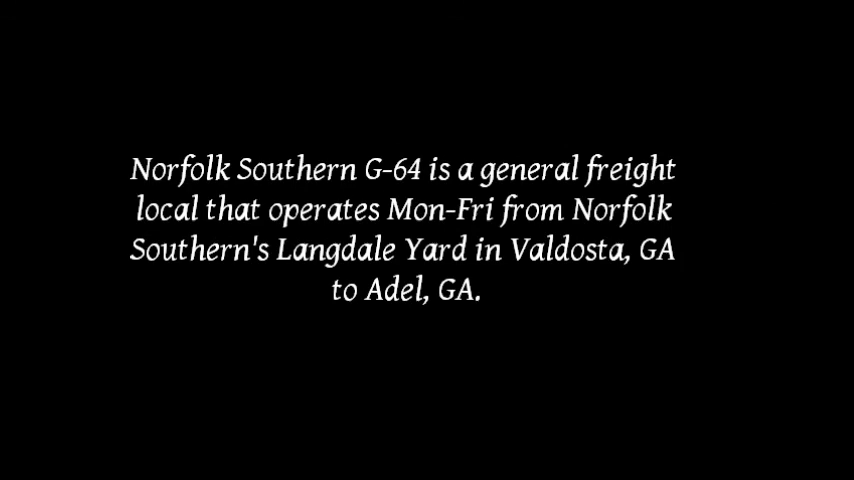 Norfolk Southern G-64 is a general freight
local that operates Mon-Fri from Norfolk
Southern's Langdale Yard in Valdosta, GA
to Adel, GA.